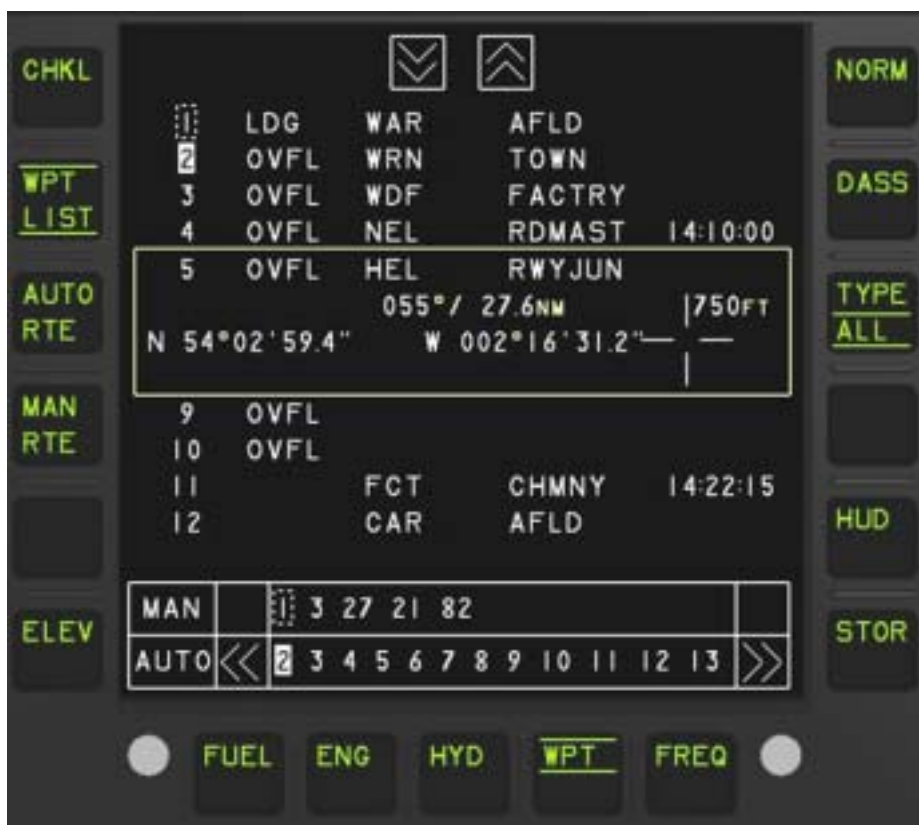 CHKL
NORM
1 LDG WAR AFLD
2 OVFL WRN TOWN
WPT LIST
3 OVFL WDF FACTRY
DASS
4 OVFL NEL RDMAST 14:10:00
5 OVFL HEL RWYJUN
AUTO RTE
055°/ 27.6NM 1750FT
TYPE ALL
N 54°02'59.4" W 002°16'31.2"
MAN RTE
9 OVFL
10 OVFL
11 FCT CHMNY 14:22:15
12 CAR AFLD
HUD
MAN 1 3 27 21 82
ELEV
STOR
AUTO 2 3 4 5 6 7 8 9 10 11 12 13
FUEL ENG HYD WPT FREQ